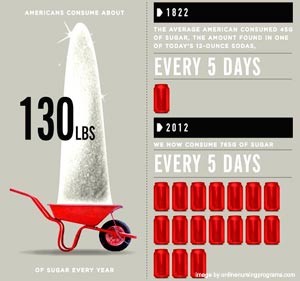 AMERICANS CONSUME ABOUT
130 LBS
OF SUGAR EVERY YEAR
1822
THE AVERAGE AMERICAN CONSUMED 45G
OF SUGAR, THE AMOUNT FOUND IN ONE
OF TODAY'S 12-OUNCE SODAS,
EVERY 5 DAYS
2012
WE NOW CONSUME 765G OF SUGAR
EVERY 5 DAYS
image by onlinenursingprograms.com